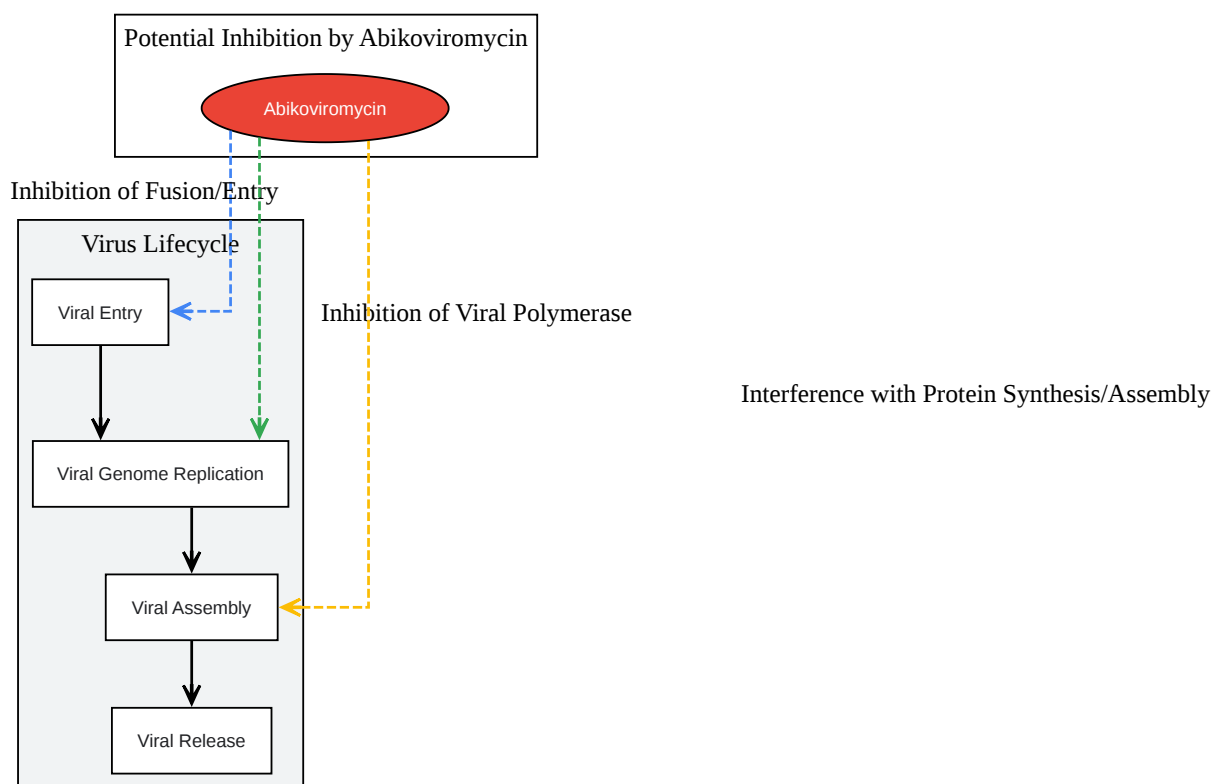 Potential Inhibition by Abikoviromycin
Abikoviromycin
Inhibition of Fusion/Entry
Virus Lifecycle
Viral Entry
Inhibition of Viral Polymerase
Interference with Protein Synthesis/Assembly
Viral Genome Replication
Viral Assembly
Viral Release